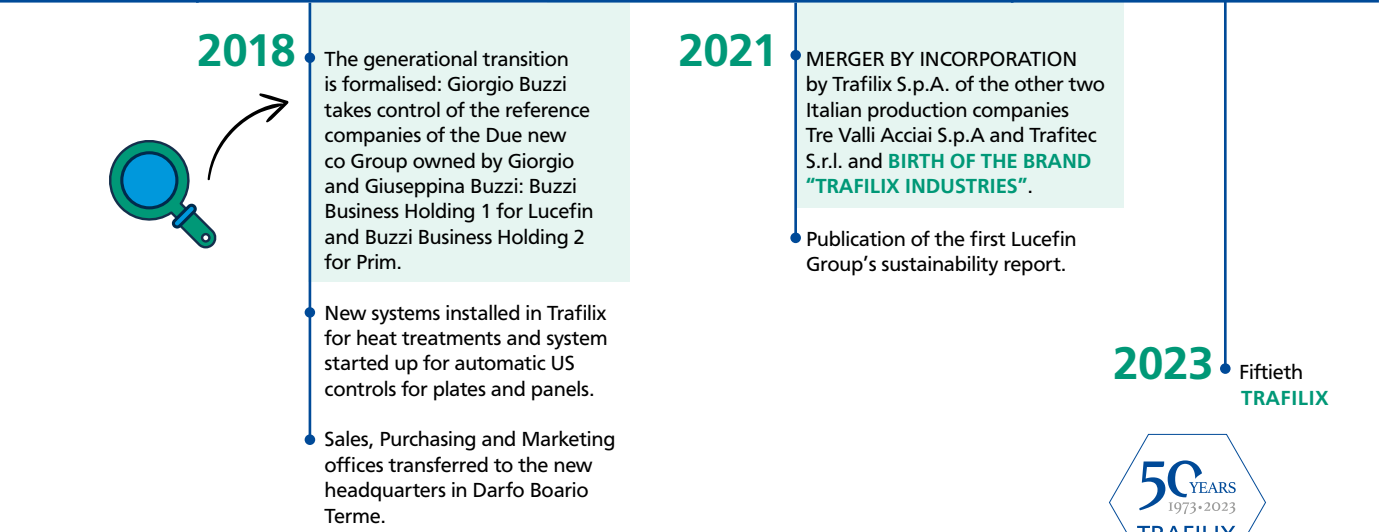 2018
The generational transition
is formalised: Giorgio Buzzi
takes control of the reference
companies of the Due new
co Group owned by Giorgio
and Giuseppina Buzzi: Buzzi
Business Holding 1 for Lucefin
and Buzzi Business Holding 2
for Prim.
New systems installed in Trafilix
for heat treatments and system
started up for automatic US
controls for plates and panels.
Sales, Purchasing and Marketing
offices transferred to the new
headquarters in Darfo Boario
Terme.
2021
MERGER BY INCORPORATION
by Trafilix S.p.A. of the other two
Italian production companies
Tre Valli Acciai S.p.A and Trafitec
S.r.l. and BIRTH OF THE BRAND
“TRAFILIX INDUSTRIES”.
Publication of the first Lucefin
Group’s sustainability report.
2023
Fiftieth
TRAFILIX
50 YEARS
1973•2023
TRAFILIX